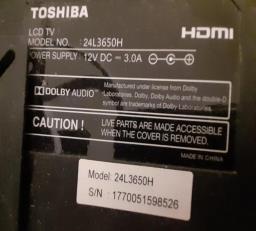 TOSHIBA
HDMI
LCD TV
MODEL NO. : 24L3650H
POWER SUPPLY : 12V DC ⎓ 3.0A
DOLBY AUDIO™
Manufactured under license from Dolby
Laboratories. Dolby, Dolby Audio and the double-D
symbol are trademarks of Dolby Laboratories.
CAUTION !
LIVE PARTS ARE MADE ACCESSIBLE
WHEN THE COVER IS REMOVED.
MADE IN CHINA
Model: 24L3650H
S/N : 1770051598526